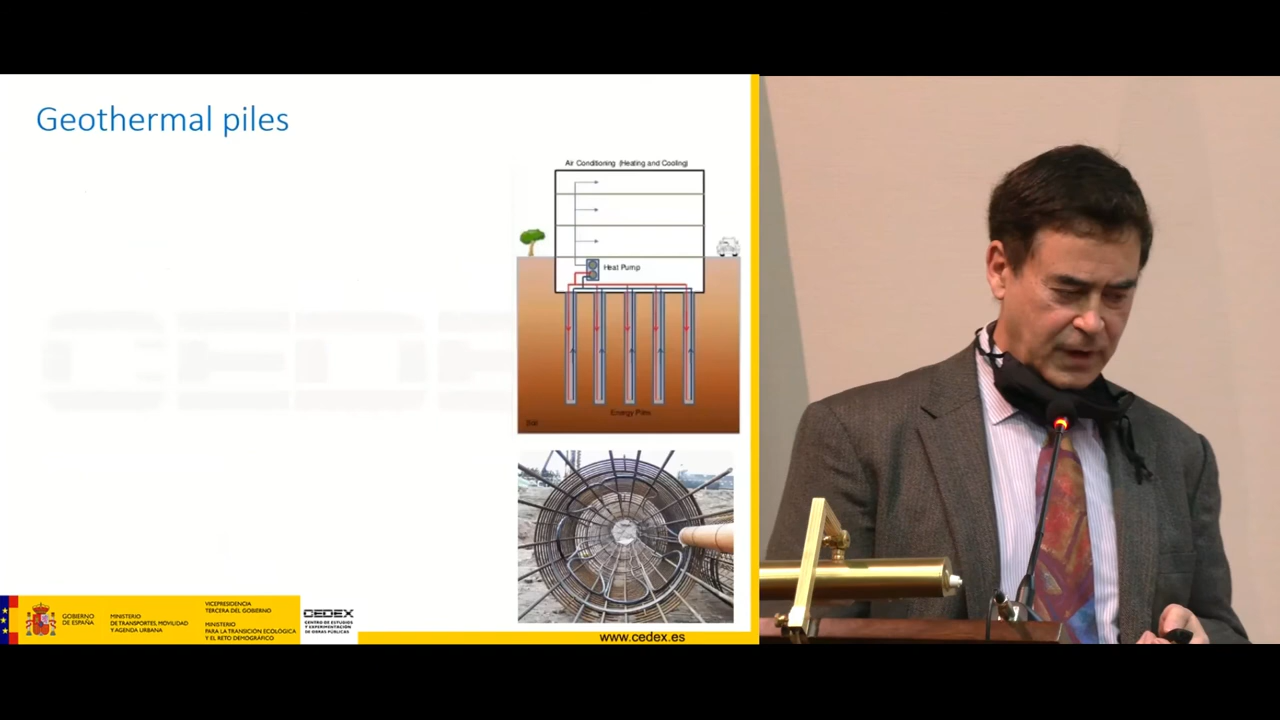 Geothermal piles
Air Conditioning (Heating and Cooling)
Heat Pump
Energy Piles
CEDEX
GOBIERNO
DE ESPAÑA
MINISTERIO
DE TRANSPORTES, MOVILIDAD
Y AGENDA URBANA
VICEPRESIDENCIA
TERCERA DEL GOBIERNO
MINISTERIO
PARA LA TRANSICIÓN ECOLÓGICA
Y EL RETO DEMOGRÁFICO
CEDEX
CENTRO DE ESTUDIOS
Y EXPERIMENTACIÓN
DE OBRAS PÚBLICAS
www.cedex.es